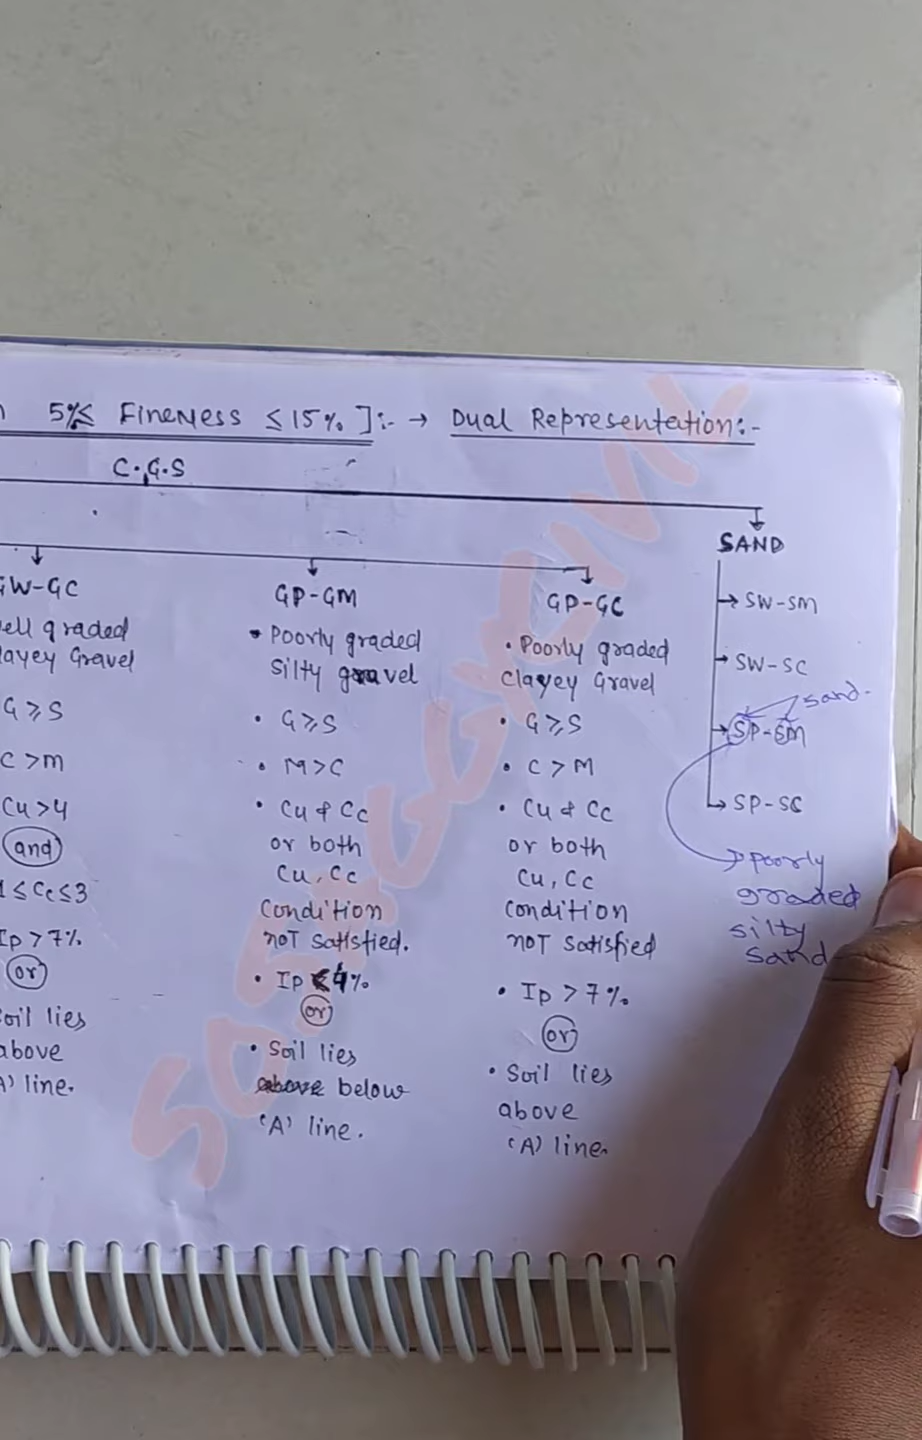 5%≤ Fineness ≤15% ]:- → Dual Representation:-
C.G.S
GW-GC
ell graded
layey Gravel
G ≥ S
C > m
Cu > 4
(and)
1 ≤ Cc ≤ 3
Ip > 7%
(or)
soil lies
above
A) line.
GP-GM
• Poorly graded
silty gravel
• G ≥ S
• M > C
• Cu & Cc
or both
Cu, Cc
Condition
noT satisfied.
• Ip < 4%
(or)
• Soil lies
above below
'A' line.
GP-GC
• Poorly graded
Clayey Gravel
• G ≥ S
• C > M
• Cu & Cc
or both
Cu, Cc
Condition
noT satisfied
• Ip > 7%
(or)
• Soil lies
above
'A' line.
SAND
→ SW-SM
→ SW-SC
sand.
→ SP-SM
→ SP-SC
→ poorly
graded
silty
sand